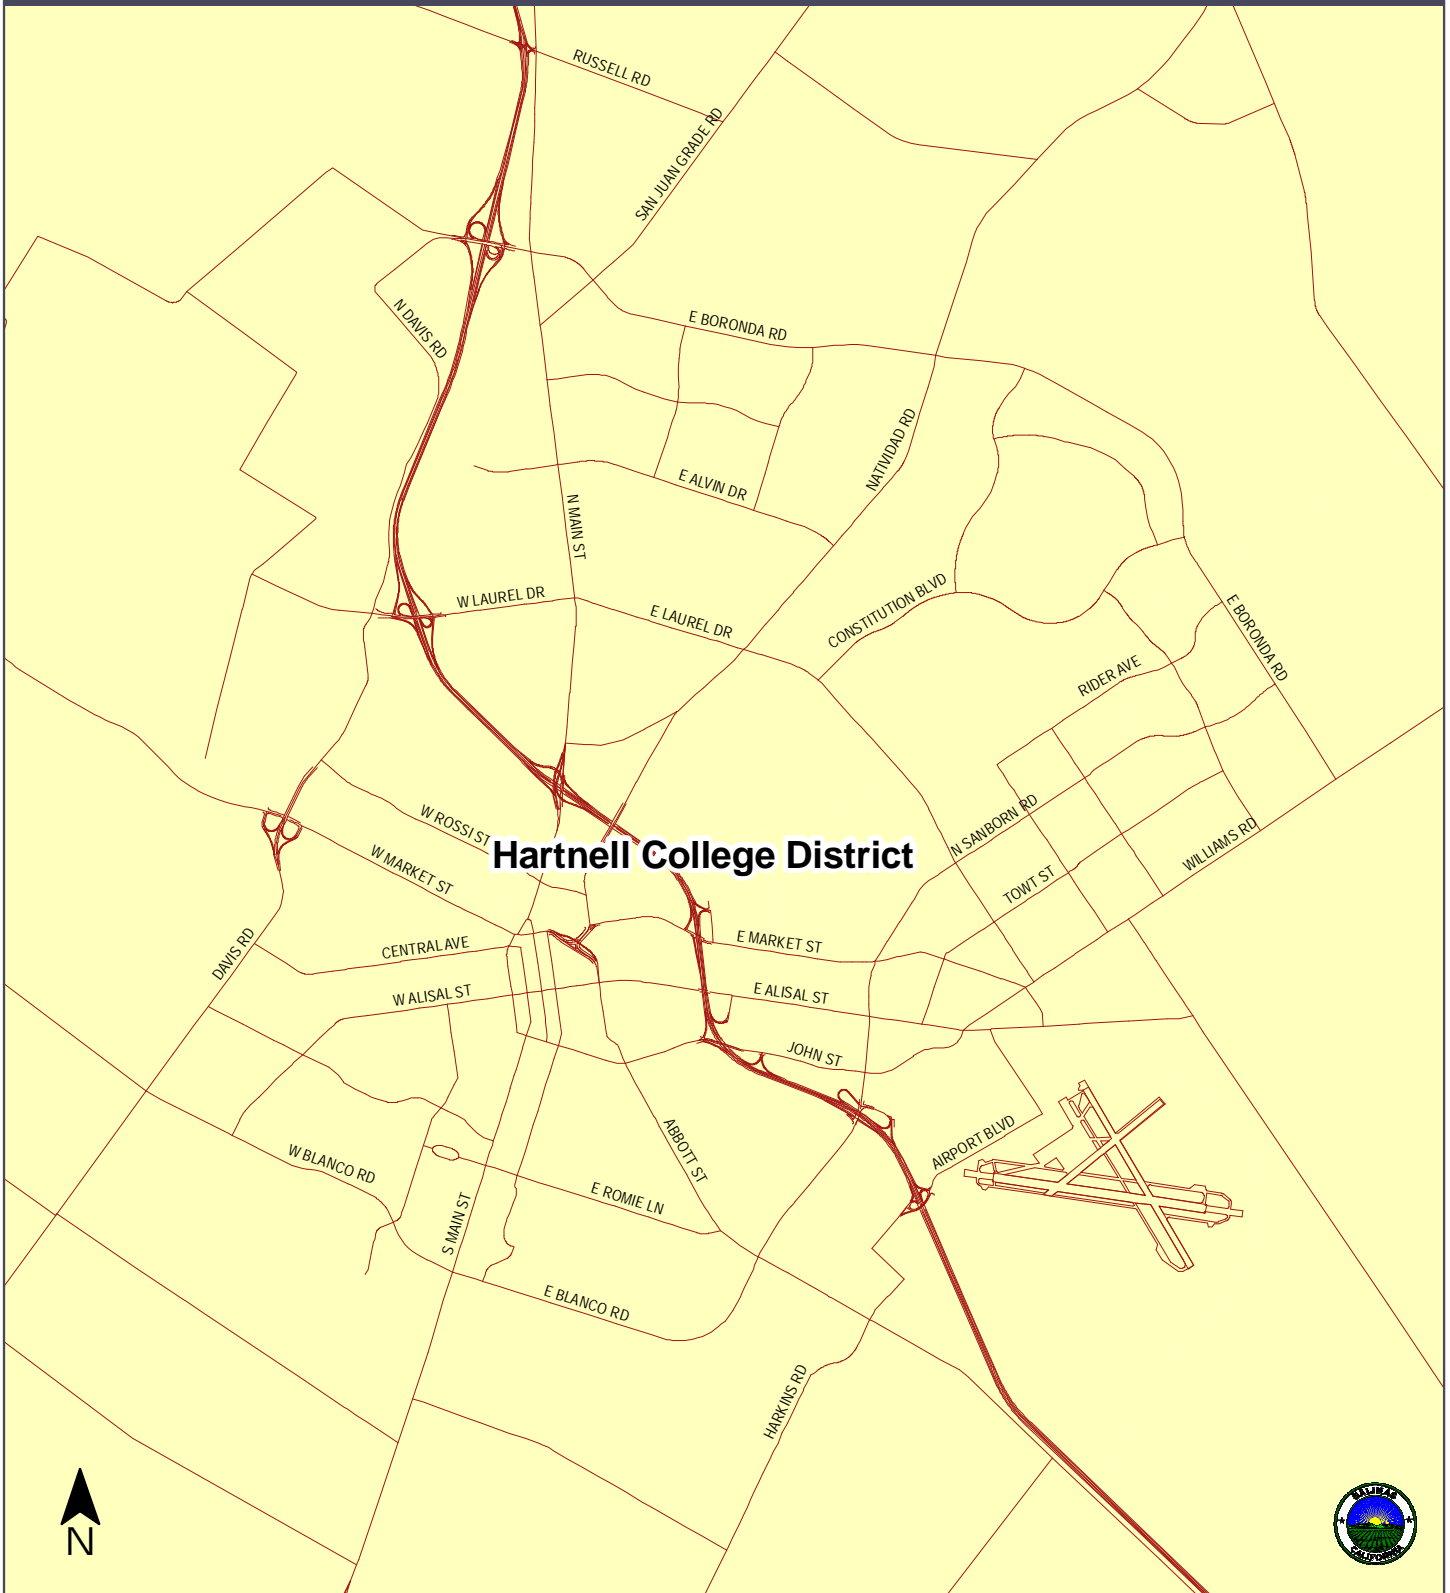 RUSSELL RD
SAN JUAN GRADE RD
N DAVIS RD
E BORONDA RD
NATIVIDAD RD
E ALVIN DR
N MAIN ST
W LAUREL DR
E LAUREL DR
CONSTITUTION BLVD
E BORONDA RD
RIDER AVE
N SANBORN RD
W ROSSI ST
Hartnell College District
W MARKET ST
WILLIAMS RD
TOWT ST
E MARKET ST
CENTRAL AVE
DAVIS RD
W ALISAL ST
E ALISAL ST
JOHN ST
ABBOTT ST
AIRPORT BLVD
W BLANCO RD
E ROMIE LN
S MAIN ST
E BLANCO RD
HARKINS RD
N
SALINAS
CALIFORNIA